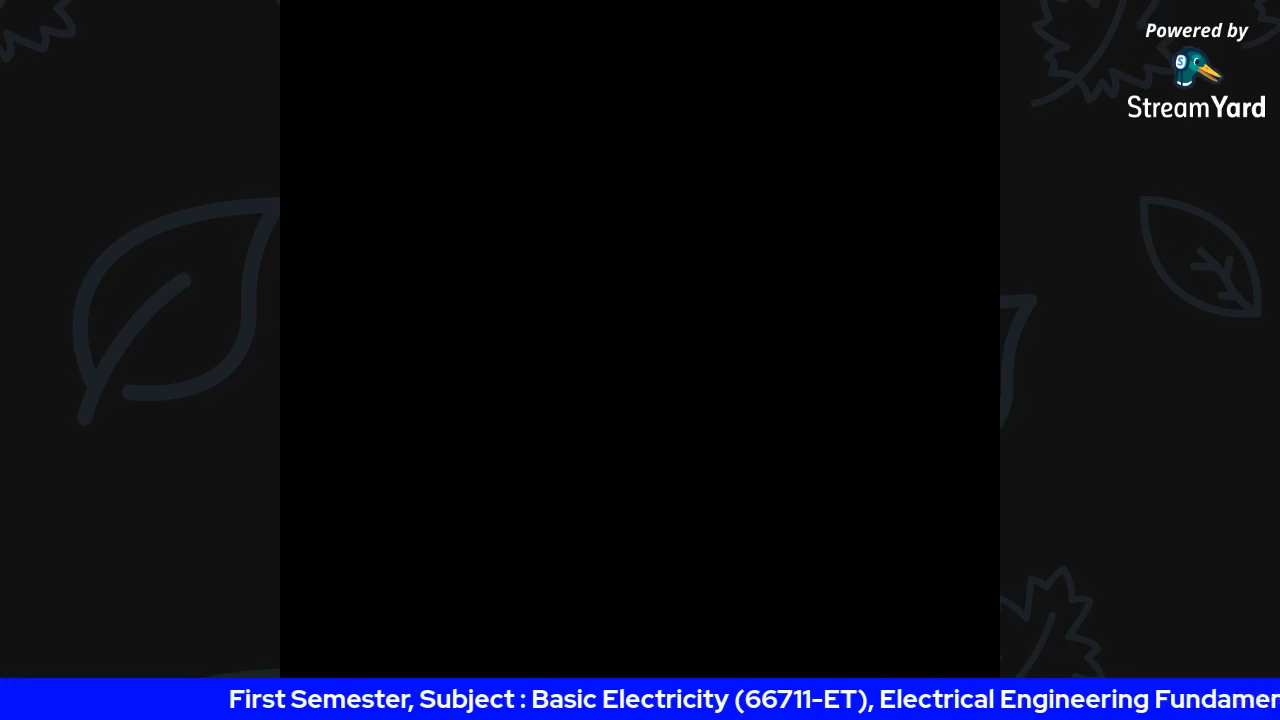 Powered by
StreamYard
First Semester, Subject : Basic Electricity (66711-ET), Electrical Engineering